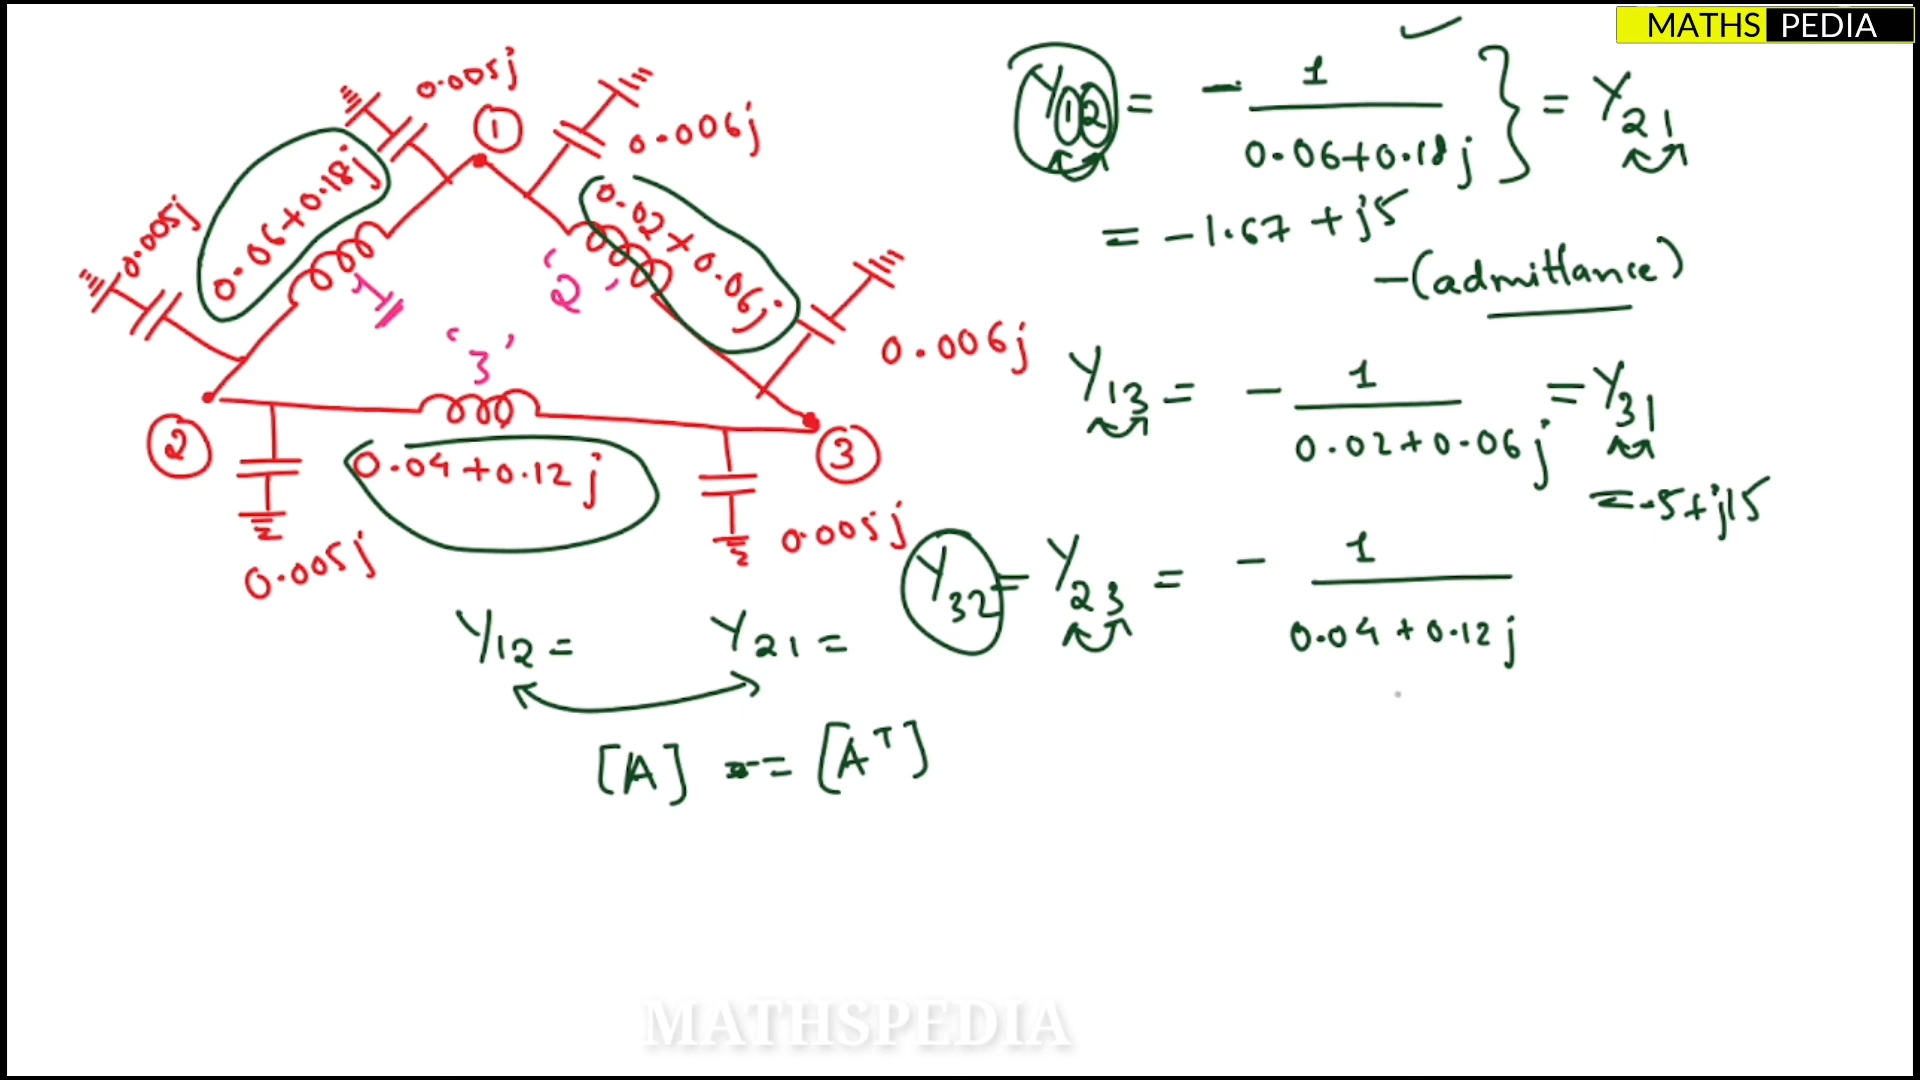 MATHS PEDIA
0.005j
①
0.006j
0.06+0.18j
0.005j
0.02+0.06j
'2'
0.006j
'3'
②
0.04+0.12j
③
0.005j
0.005j
Y12 = - 1 / 0.06+0.18j } = Y21
= -1.67 + j5
-(admittance)
Y13 = - 1 / 0.02+0.06j = Y31
= -5+j15
Y32 = Y23 = - 1 / 0.04+0.12j
Y12 = Y21 =
[A] = [Aᵀ]
MATHSPEDIA